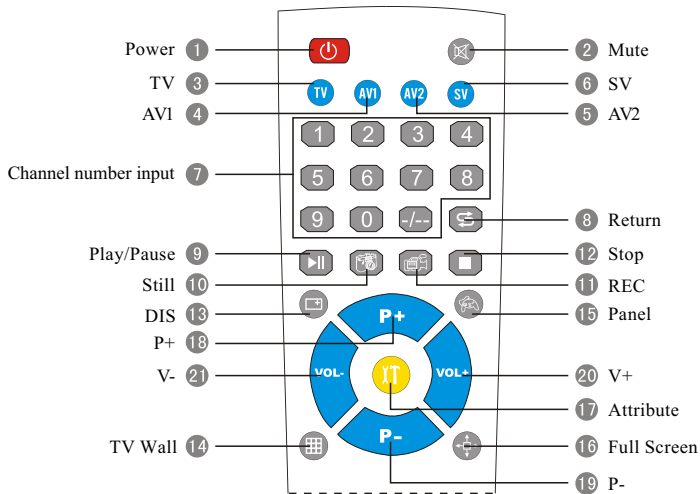 Power 1
2 Mute
TV 3
6 SV
AV1 4
5 AV2
TV AV1 AV2 SV
1 2 3 4
Channel number input 7
5 6 7 8
9 0 -/--
8 Return
Play/Pause 9
12 Stop
Still 10
11 REC
DIS 13
15 Panel
P+ 18
P+
V- 21
VOL-
VOL+
20 V+
17 Attribute
TV Wall 14
P-
16 Full Screen
19 P-